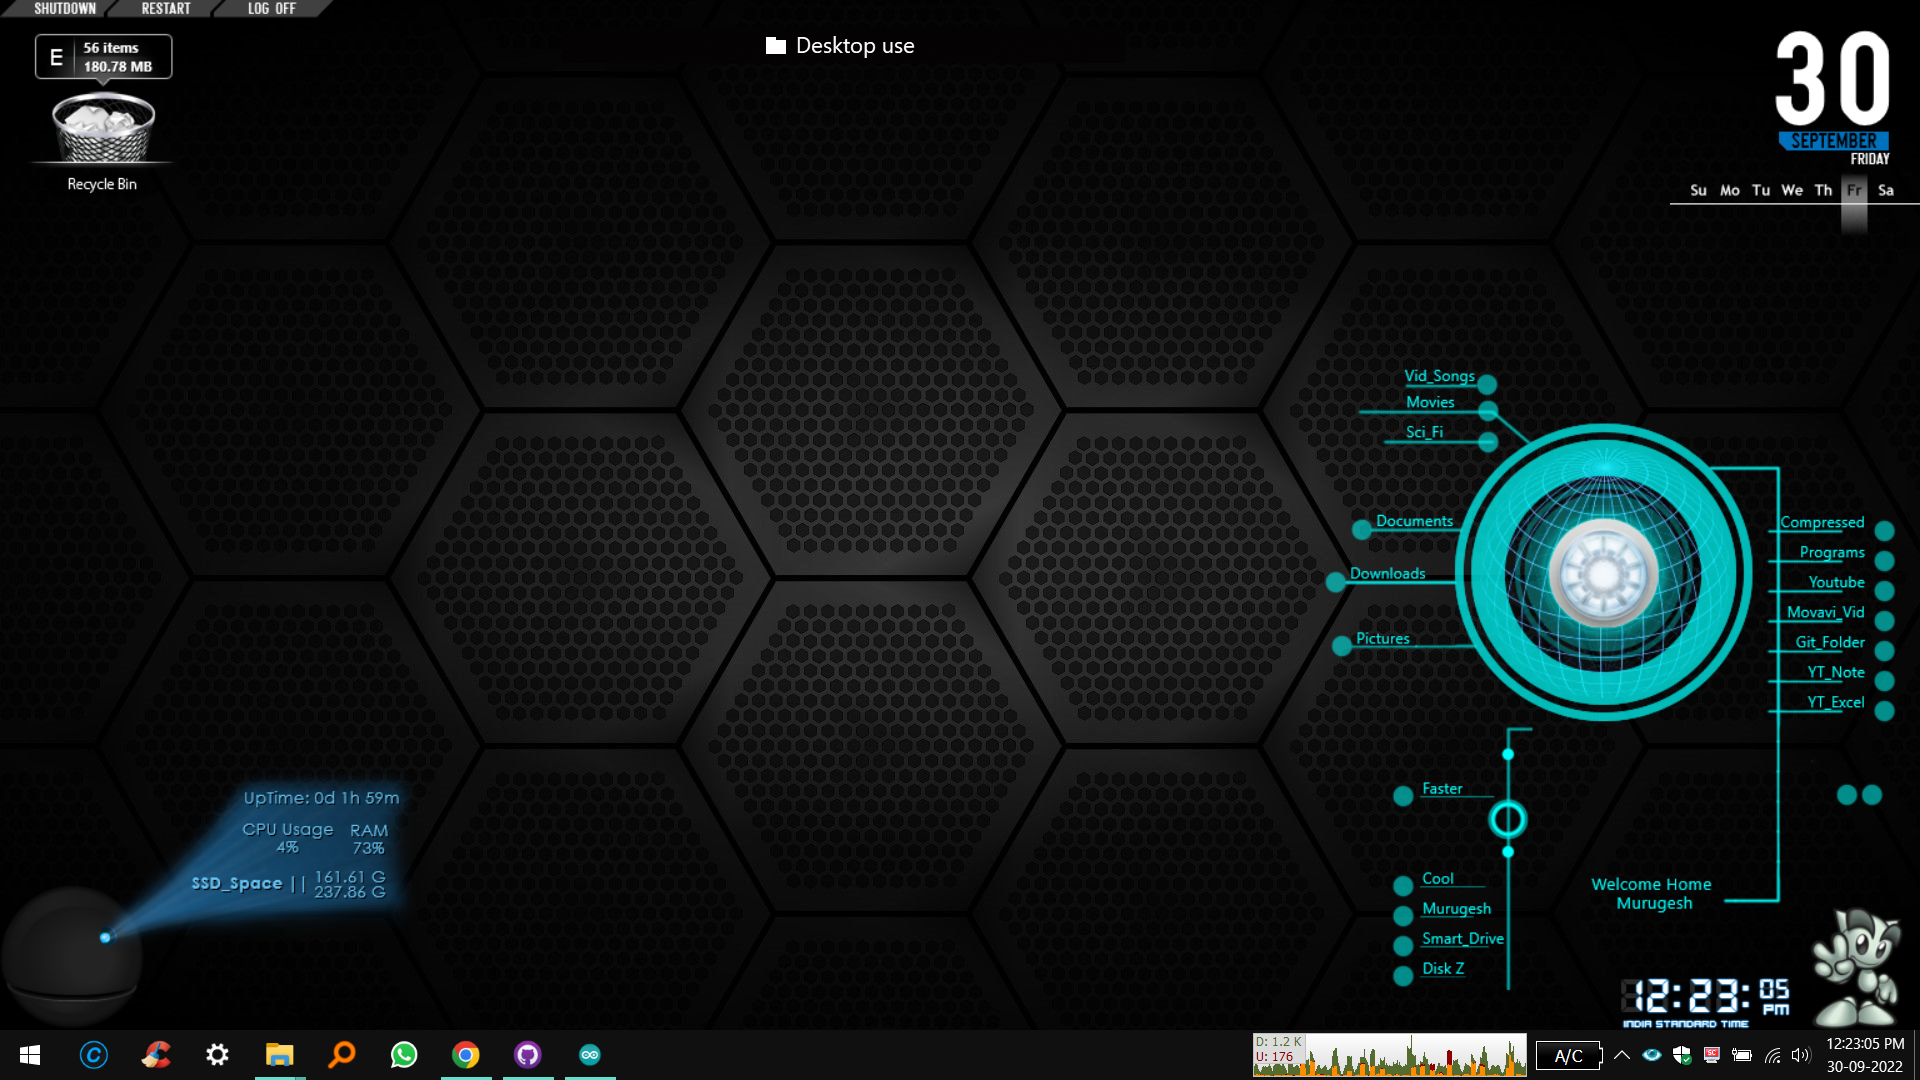 SHUTDOWN RESTART LOG OFF
E 56 items
180.78 MB
Recycle Bin
Desktop use
30
SEPTEMBER
FRIDAY
Su Mo Tu We Th Fr Sa
Vid_Songs
Movies
Sci_Fi
Documents
Downloads
Pictures
Compressed
Programs
Youtube
Movavi_Vid
Git_Folder
YT_Note
YT_Excel
Faster
Cool
Murugesh
Smart_Drive
Disk Z
Welcome Home
Murugesh
UpTime: 0d 1h 59m
CPU Usage RAM
4% 73%
SSD_Space || 161.61 G
237.86 G
12:23:05 PM
INDIA STANDARD TIME
D: 1.2 K
U: 176
A/C
12:23:05 PM
30-09-2022